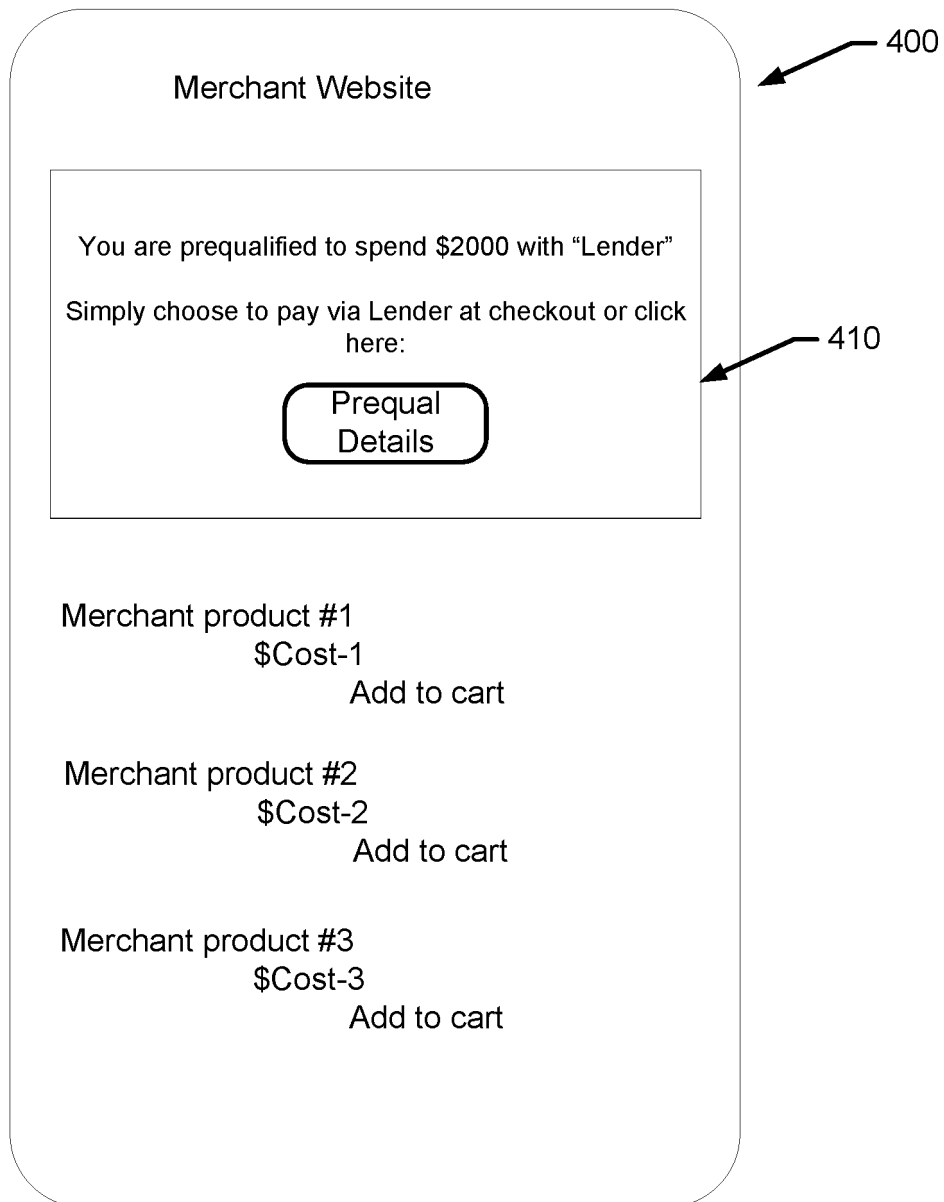 400
Merchant Website
You are prequalified to spend $2000 with “Lender”
Simply choose to pay via Lender at checkout or click
here:
410
Prequal
Details
Merchant product #1
$Cost-1
Add to cart
Merchant product #2
$Cost-2
Add to cart
Merchant product #3
$Cost-3
Add to cart